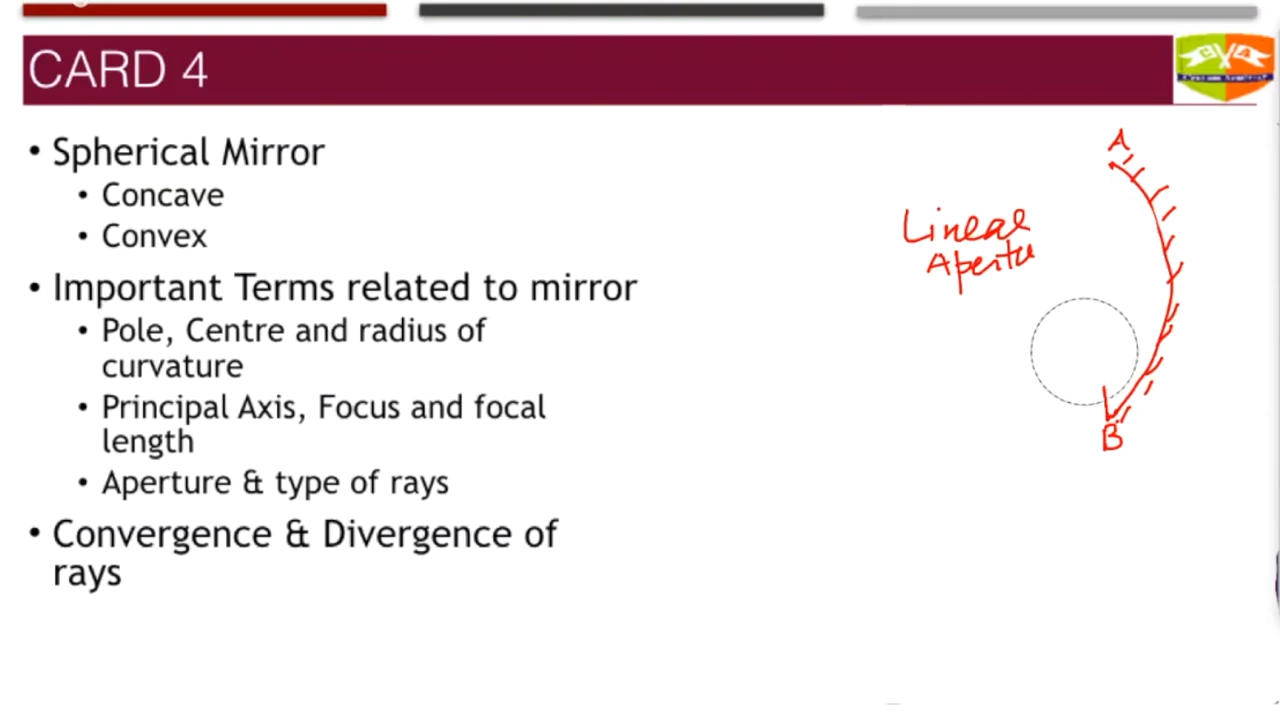 CARD 4
• Spherical Mirror
• Concave
• Convex
• Important Terms related to mirror
• Pole, Centre and radius of
curvature
• Principal Axis, Focus and focal
length
• Aperture & type of rays
• Convergence & Divergence of
rays
A
Linear
Apertu
B